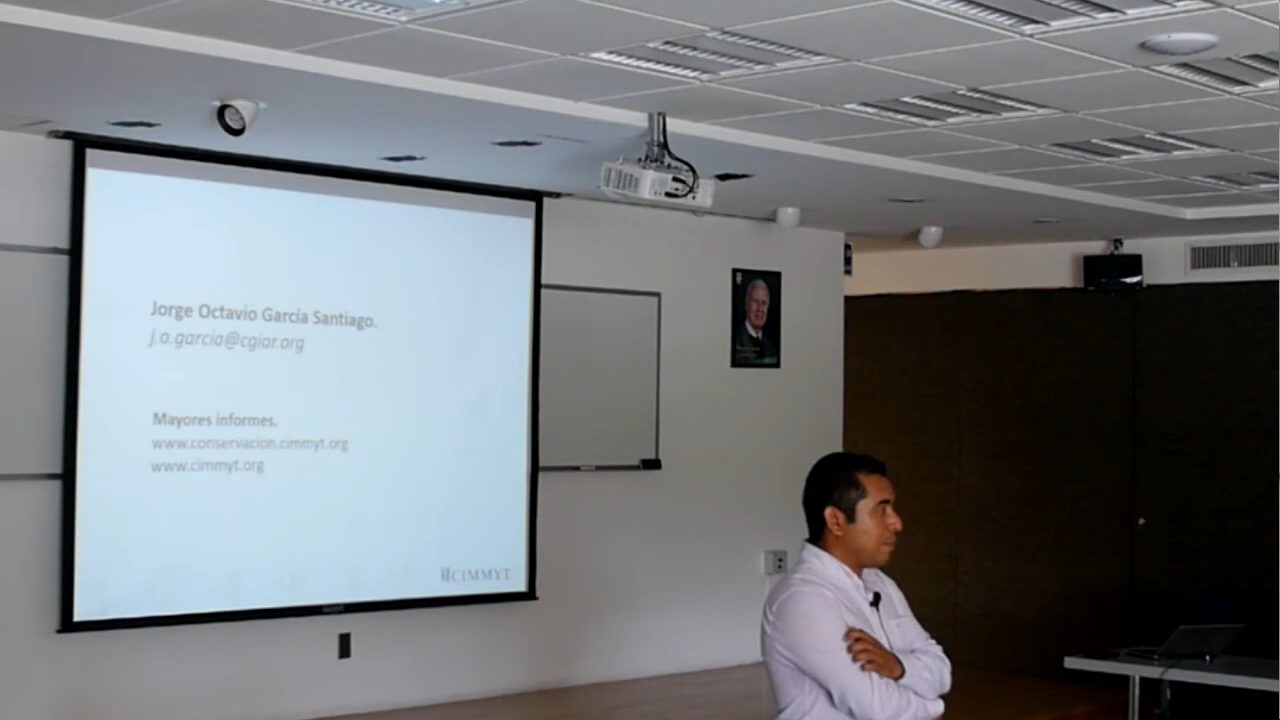 Jorge Octavio García Santiago.
j.o.garcia@cgiar.org
Mayores informes.
www.conservacion.cimmyt.org
www.cimmyt.org
CIMMYT